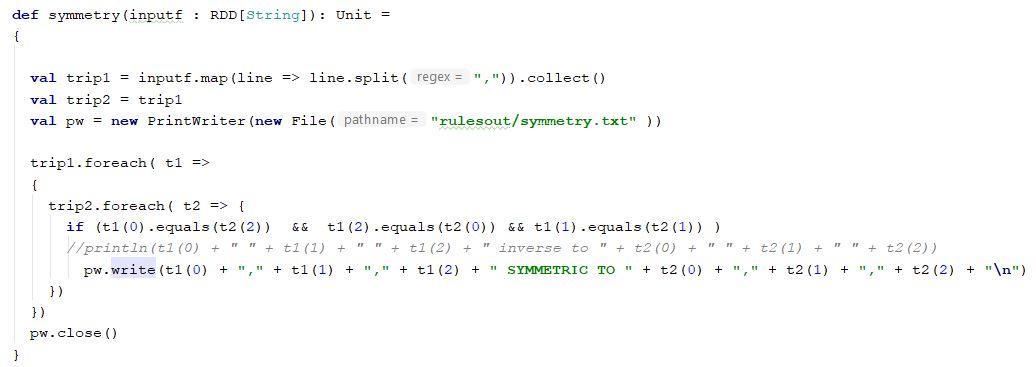 def symmetry(inputf : RDD[String]): Unit =
{
val trip1 = inputf.map(line => line.split( regex = ",")).collect()
val trip2 = trip1
val pw = new PrintWriter(new File( pathname = "rulesout/symmetry.txt" ))
trip1.foreach( t1 =>
{
trip2.foreach( t2 => {
if (t1(0).equals(t2(2))  &&  t1(2).equals(t2(0)) && t1(1).equals(t2(1)) )
//println(t1(0) + " " + t1(1) + " " + t1(2) + " inverse to " + t2(0) + " " + t2(1) + " " + t2(2))
pw.write(t1(0) + "," + t1(1) + "," + t1(2) + " SYMMETRIC TO " + t2(0) + "," + t2(1) + "," + t2(2) + "\n")
})
})
pw.close()
}